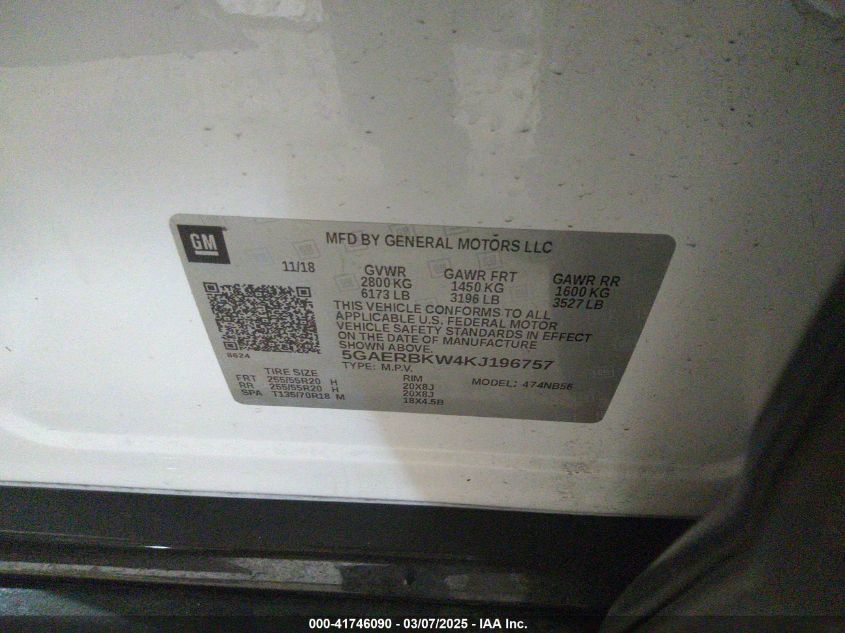 GM
MFD BY GENERAL MOTORS LLC
11/18
GVWR
2800 KG
6173 LB
GAWR FRT
1450 KG
3196 LB
GAWR RR
1600 KG
3527 LB
THIS VEHICLE CONFORMS TO ALL
APPLICABLE U.S. FEDERAL MOTOR
VEHICLE SAFETY STANDARDS IN EFFECT
ON THE DATE OF MANUFACTURE
SHOWN ABOVE.
8624
5GAERBKW4KJ196757
TYPE: M.P.V.
MODEL: 474NB56
TIRE SIZE RIM
FRT 255/55R20 H 20X8J
RR 255/55R20 H 20X8J
SPA T135/70R18 M 18X4.5B
000-41746090 - 03/07/2025 - IAA Inc.